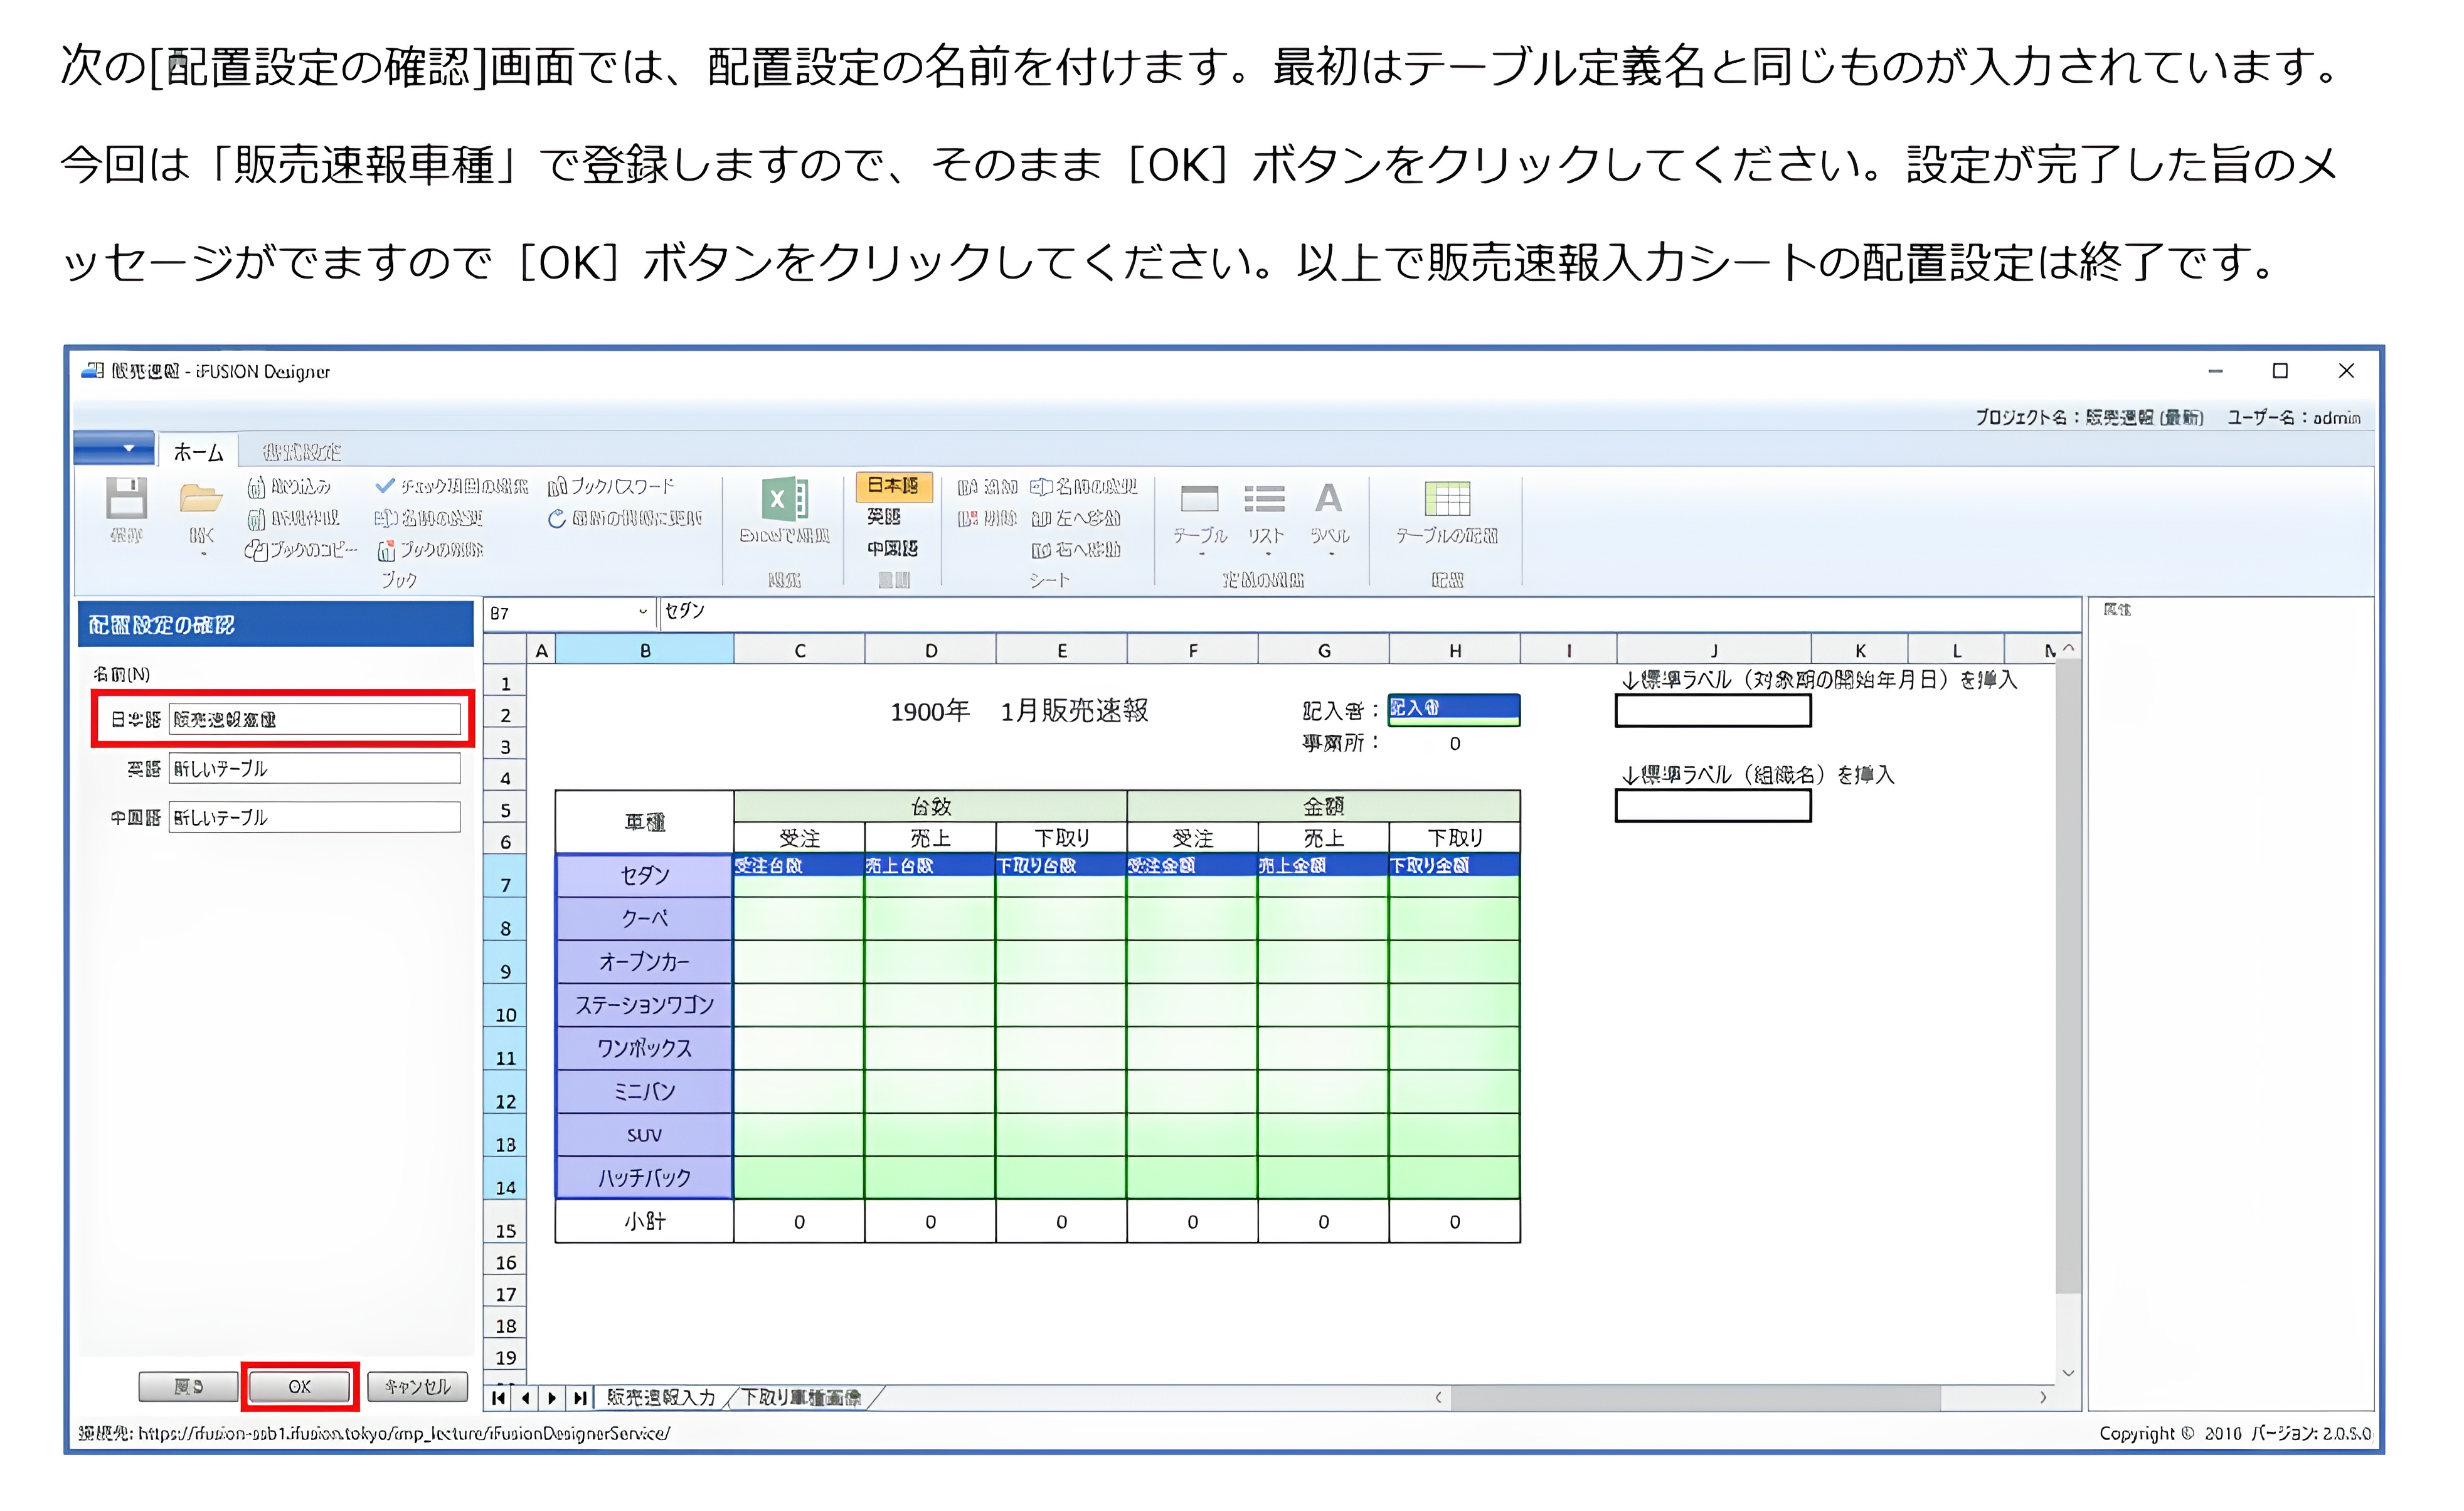 次の[配置設定の確認]画面では、配置設定の名前を付けます。最初はテーブル定義名と同じものが入力されています。
今回は「販売速報車種」で登録しますので、そのまま［OK］ボタンをクリックしてください。設定が完了した旨のメ
ッセージがでますので［OK］ボタンをクリックしてください。以上で販売速報入力シートの配置設定は終了です。
販売速報 - iFUSION Designer
プロジェクト名：販売速報 (最新) ユーザー名：admin
ホーム 書式設定
取り込み チェック項目の編集 ブックパスワード 日本語 追加 名前の変更
新規作成 名前の変更 最新の情報に更新 英語 削除 左へ移動
保存 開く Excelで編集 テーブル リスト ラベル テーブルの配置
ブックのコピー ブックの削除 中国語 右へ移動
ブック シート 配置
配置設定の確認 B7 セダン 属性
A B C D E F G H I J K L M
名前(N)
日本語 販売速報車種
英語 新しいテーブル
中国語 新しいテーブル
1 ↓標準ラベル（対象期の開始年月日）を挿入
2 1900年 1月販売速報 記入者： 記入者
3 事業所： 0
4 ↓標準ラベル（組織名）を挿入
5 車種 台数 金額
6 受注 売上 下取り 受注 売上 下取り
7 セダン 受注台数 売上台数 下取り台数 受注金額 売上金額 下取り金額
8 クーペ
9 オープンカー
10 ステーションワゴン
11 ワンボックス
12 ミニバン
13 SUV
14 ハッチバック
15 小計 0 0 0 0 0 0
16
17
18
19
戻る OK キャンセル
販売速報入力 下取り車種画像
接続先: https://ifusion-ssb1.ifusion.tokyo/imp_lecture/iFusionDesignerService/
Copyright © 2016 バージョン: 2.0.5.0